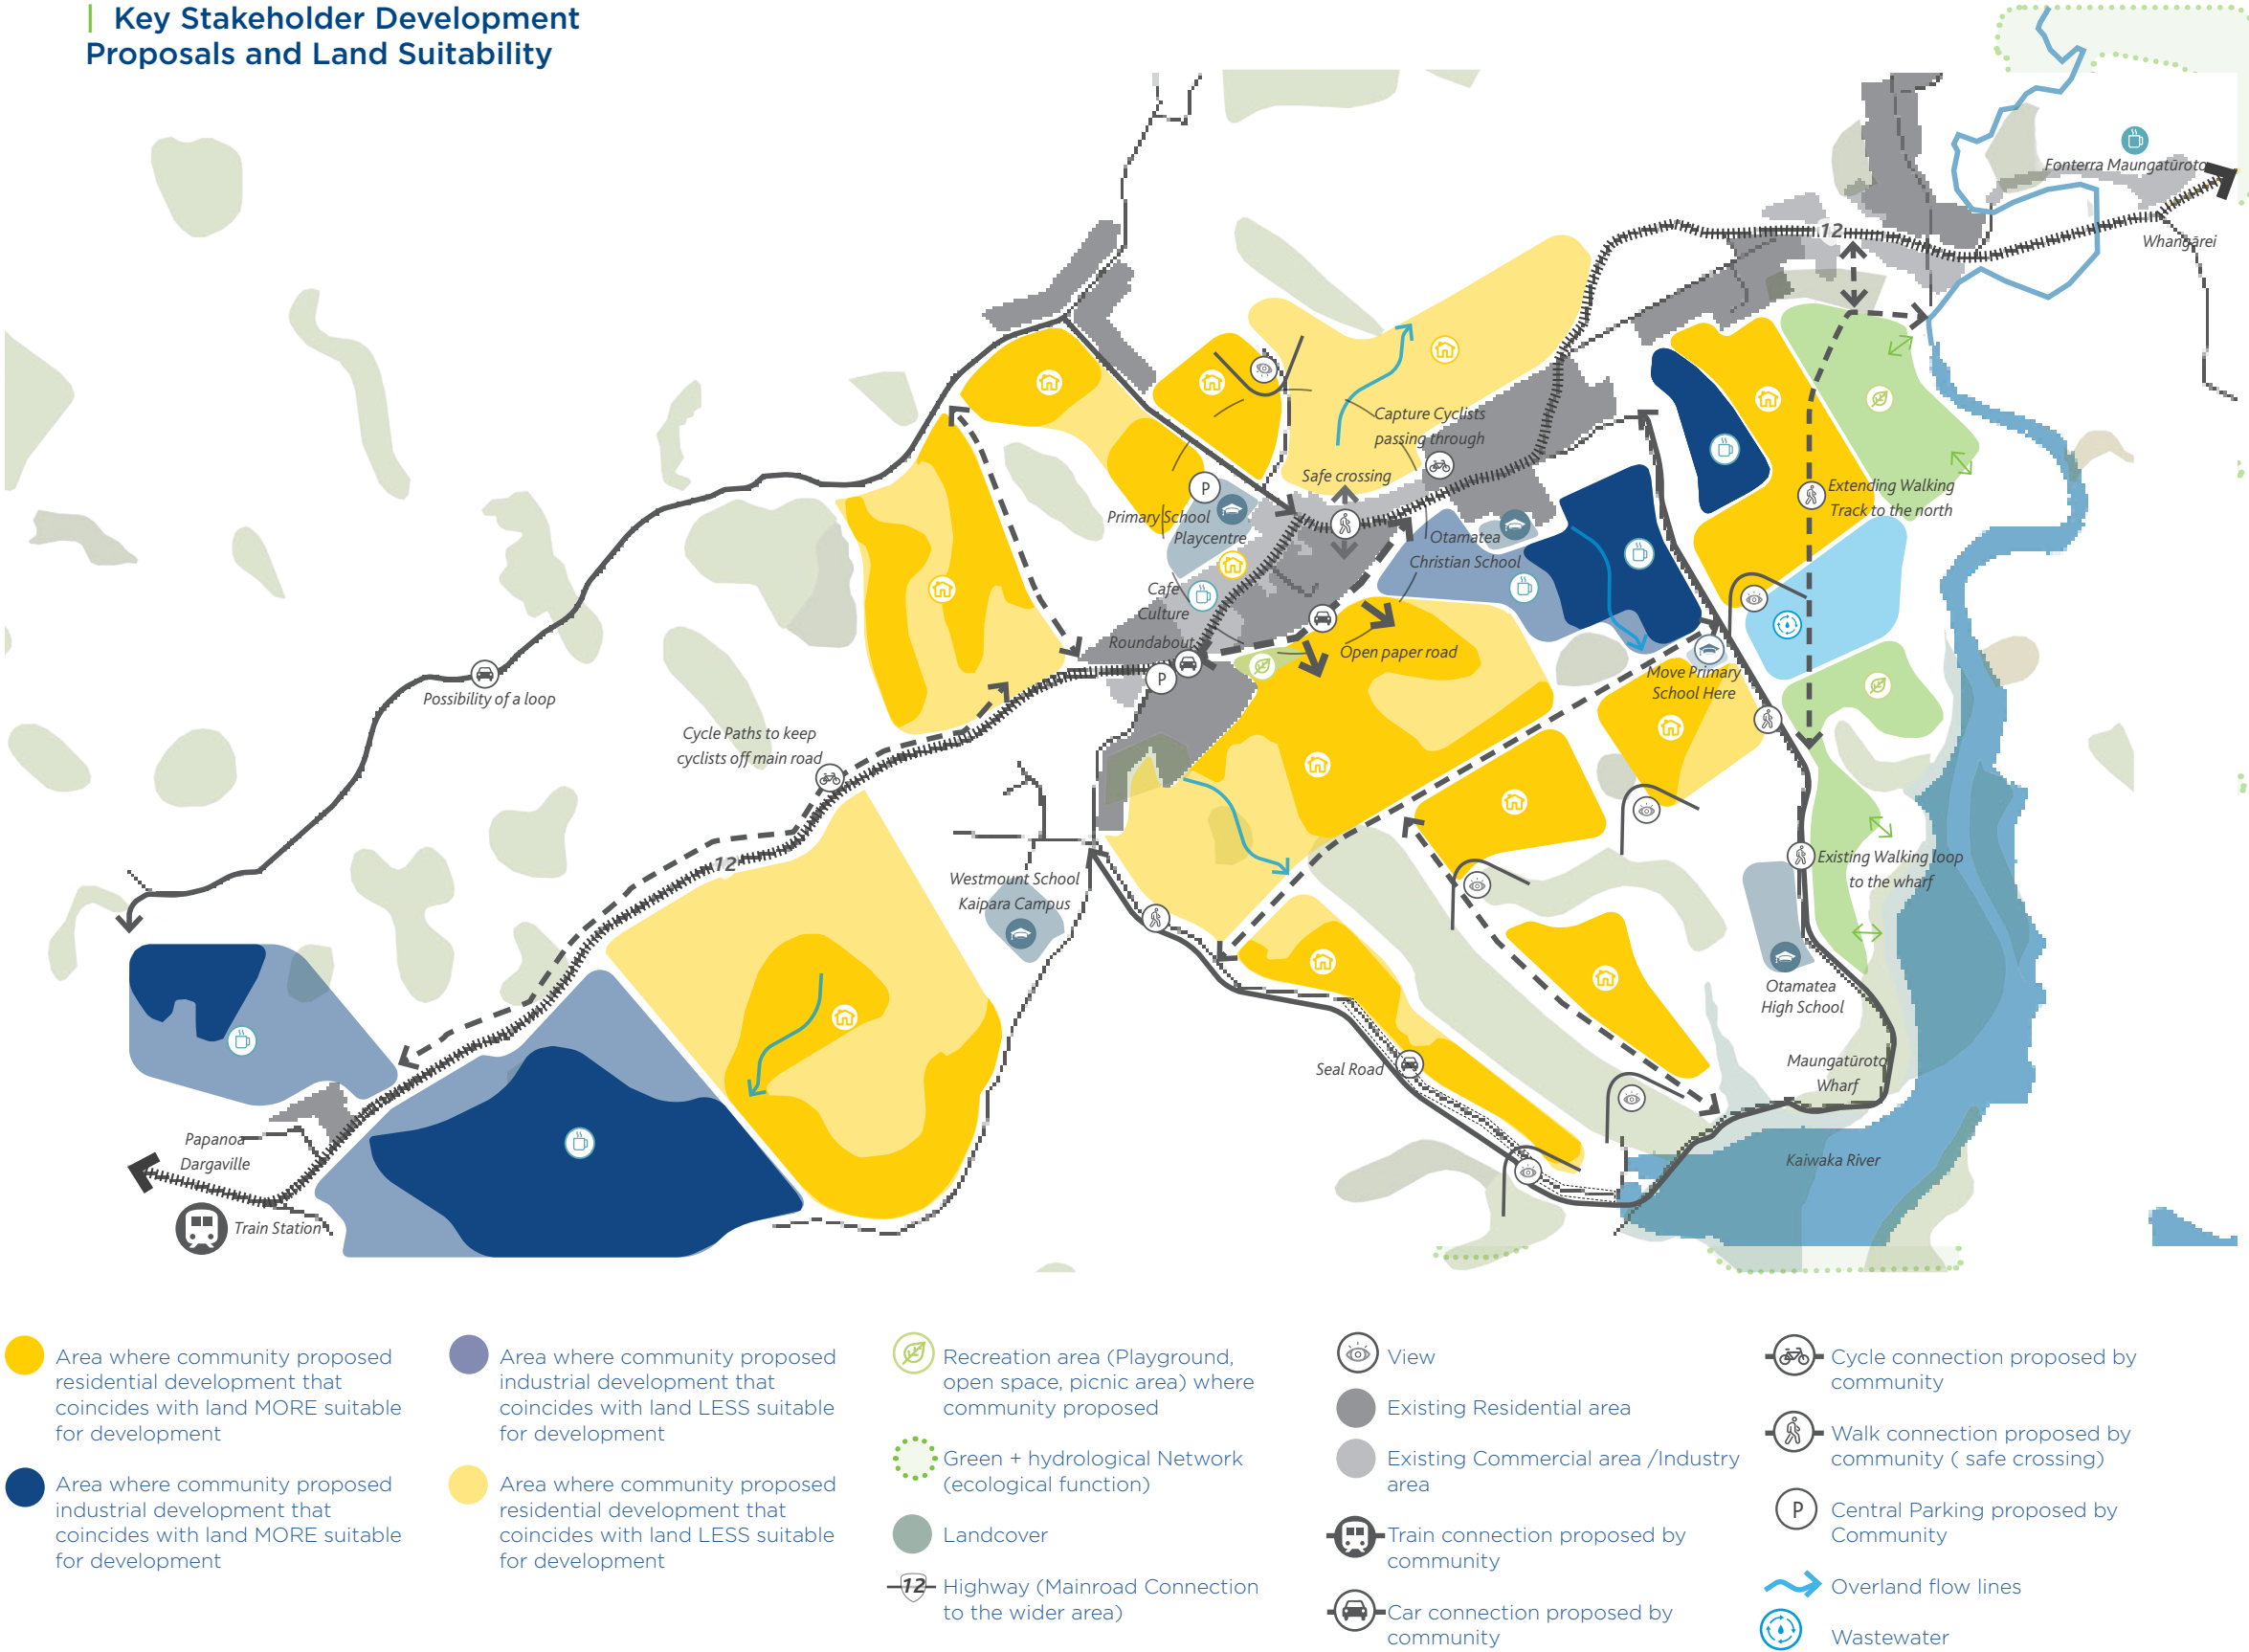 | Key Stakeholder Development
Proposals and Land Suitability
Fonterra Maungatūroto
12
Whangārei
Capture Cyclists
passing through
Safe crossing
P
Primary School
Playcentre
Otamatea
Christian School
Extending Walking
Track to the north
Cafe
Culture
Roundabout
P
Open paper road
Move Primary
School Here
Possibility of a loop
Cycle Paths to keep
cyclists off main road
12
Westmount School
Kaipara Campus
Existing Walking loop
to the wharf
Otamatea
High School
Seal Road
Maungatūroto
Wharf
Papanoa
Dargaville
Kaiwaka River
Train Station
Area where community proposed
residential development that
coincides with land MORE suitable
for development
Area where community proposed
industrial development that
coincides with land MORE suitable
for development
Area where community proposed
industrial development that
coincides with land LESS suitable
for development
Area where community proposed
residential development that
coincides with land LESS suitable
for development
Recreation area (Playground,
open space, picnic area) where
community proposed
Green + hydrological Network
(ecological function)
Landcover
12
Highway (Mainroad Connection
to the wider area)
View
Existing Residential area
Existing Commercial area /Industry
area
Train connection proposed by
community
Car connection proposed by
community
Cycle connection proposed by
community
Walk connection proposed by
community ( safe crossing)
P
Central Parking proposed by
Community
Overland flow lines
Wastewater